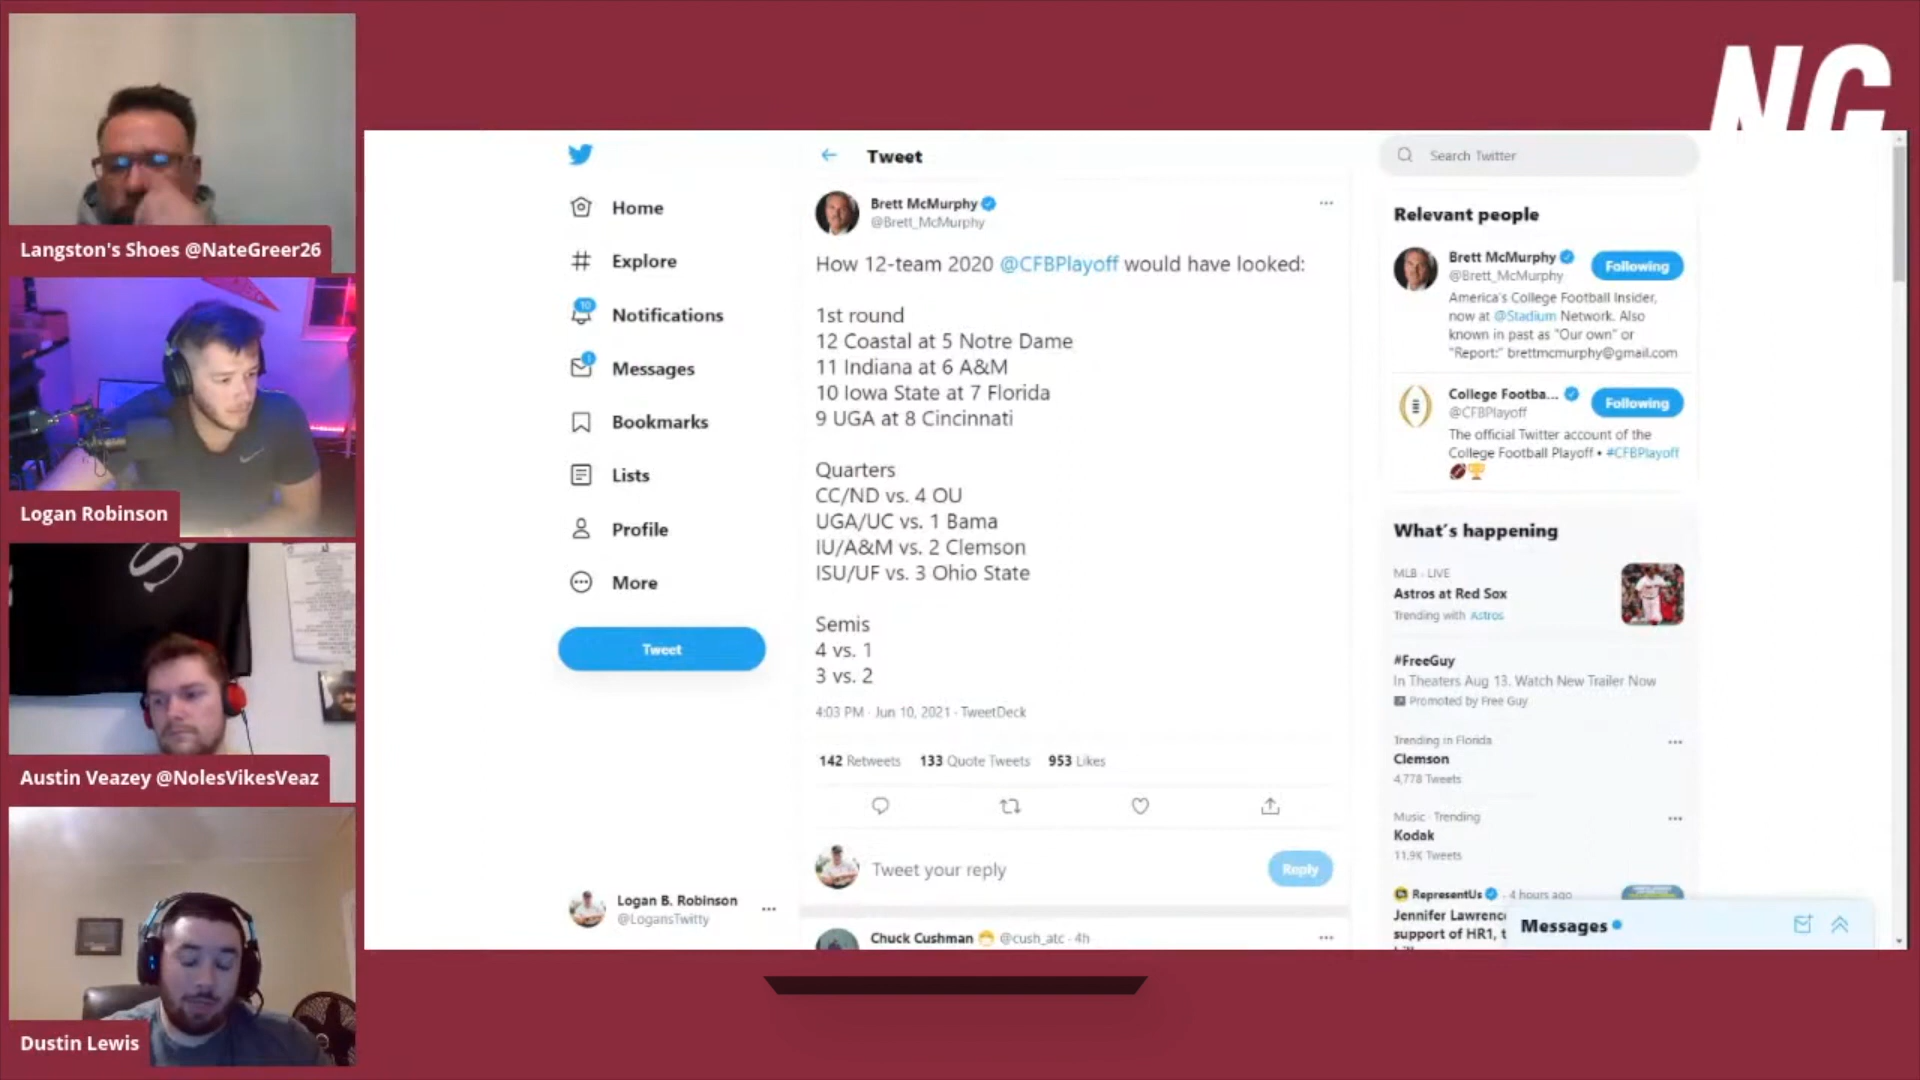 NC
Langston's Shoes @NateGreer26
Logan Robinson
Austin Veazey @NolesVikesVeaz
Dustin Lewis
Home
Explore
10
Notifications
1
Messages
Bookmarks
Lists
Profile
More
Tweet
Logan B. Robinson
@LogansTwitty
Tweet
Brett McMurphy
@Brett_McMurphy
How 12-team 2020 @CFBPlayoff would have looked:
1st round
12 Coastal at 5 Notre Dame
11 Indiana at 6 A&M
10 Iowa State at 7 Florida
9 UGA at 8 Cincinnati
Quarters
CC/ND vs. 4 OU
UGA/UC vs. 1 Bama
IU/A&M vs. 2 Clemson
ISU/UF vs. 3 Ohio State
Semis
4 vs. 1
3 vs. 2
4:03 PM · Jun 10, 2021 · TweetDeck
142 Retweets 133 Quote Tweets 953 Likes
Tweet your reply
Reply
Chuck Cushman @cush_atc · 4h
Search Twitter
Relevant people
Brett McMurphy
@Brett_McMurphy
Following
America's College Football Insider,
now at @Stadium Network. Also
known in past as "Our own" or
"Report:" brettmcmurphy@gmail.com
College Footba...
@CFBPlayoff
Following
The official Twitter account of the
College Football Playoff • #CFBPlayoff
What's happening
MLB · LIVE
Astros at Red Sox
Trending with Astros
#FreeGuy
In Theaters Aug 13. Watch New Trailer Now
Promoted by Free Guy
Trending in Florida
Clemson
4,778 Tweets
Music · Trending
Kodak
11.9K Tweets
RepresentUs · 4 hours ago
Jennifer Lawrenc
support of HR1, t
Messages